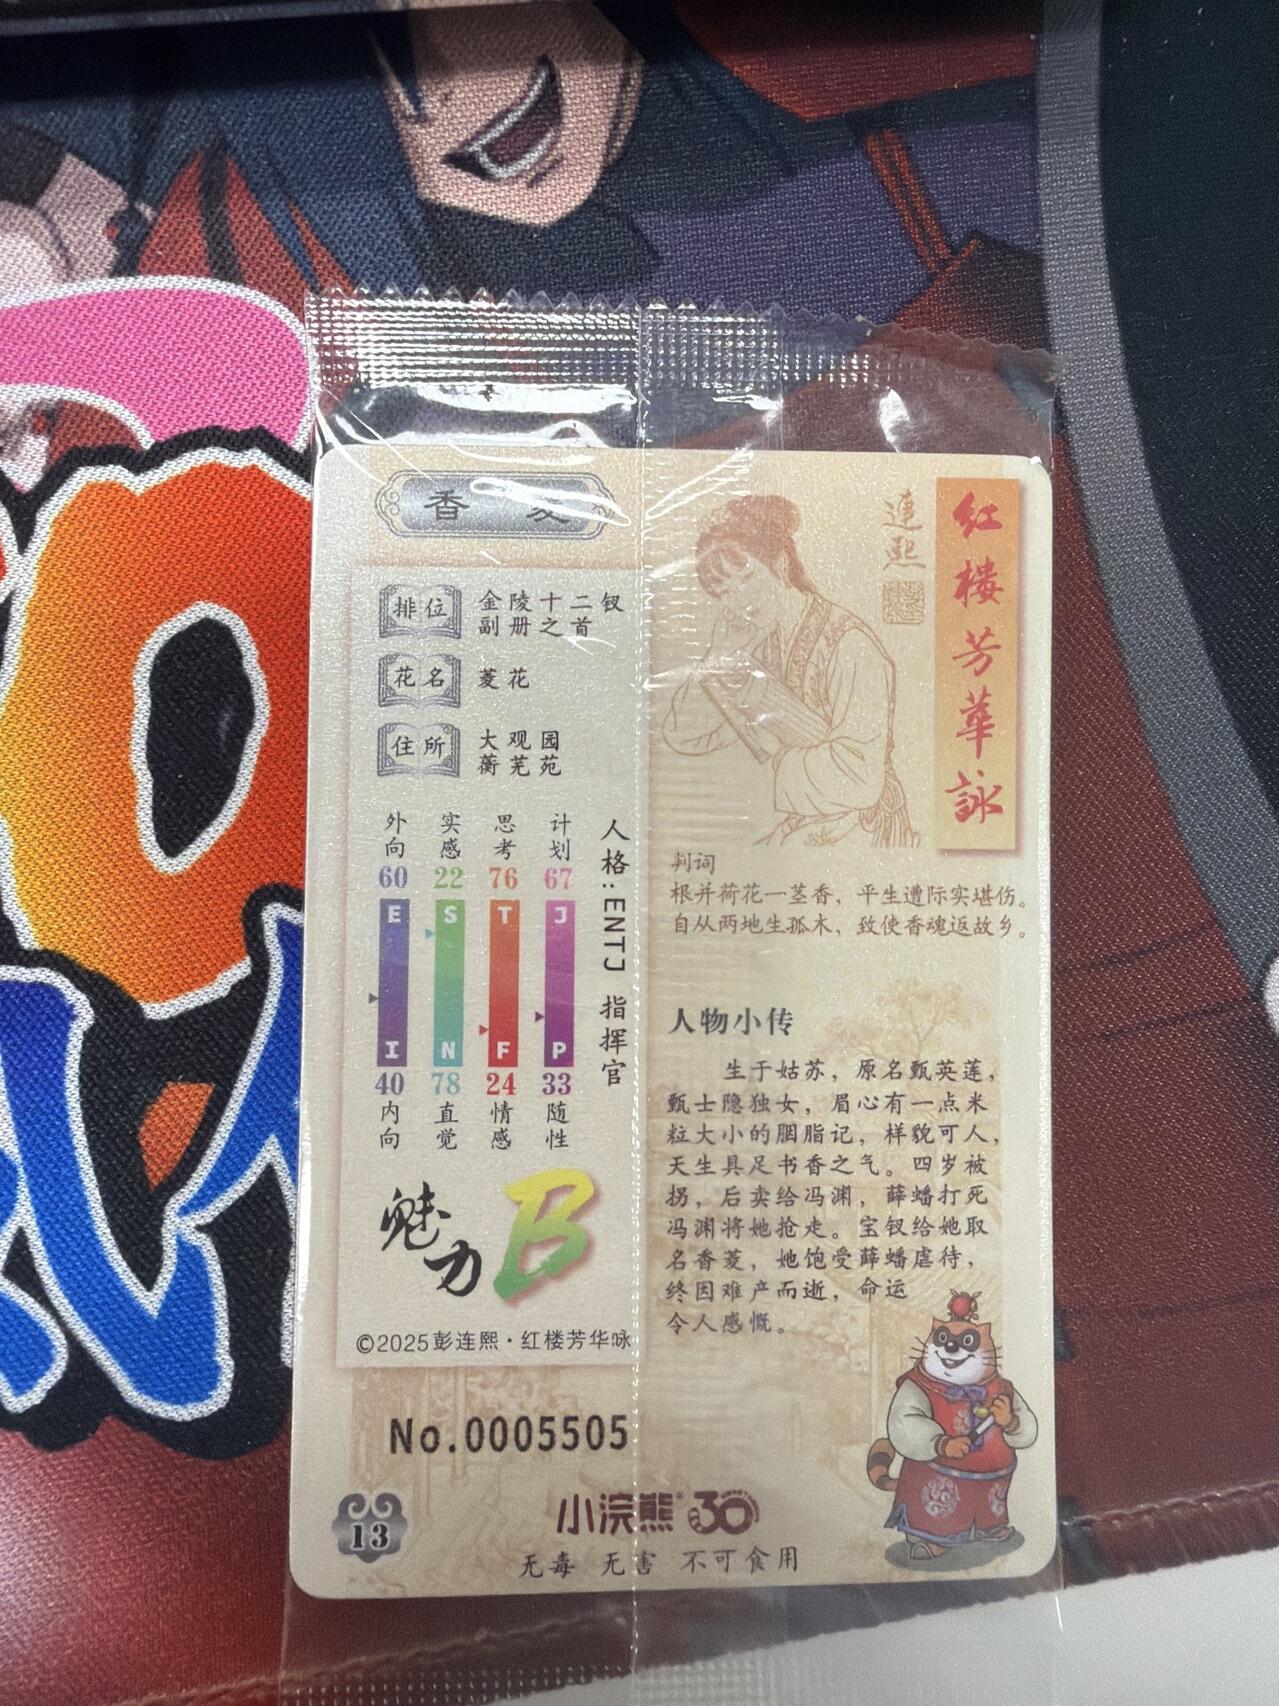 香 菱
排位 金陵十二钗
副册之首
花名 菱花
住所 大观园
蘅芜苑
外向 实感 思考 计划
60 22 76 67
E S T J
I N F P
40 78 24 33
内向 直觉 情感 随性
人格:ENTJ 指挥官
魅力 B
©2025彭连熙·红楼芳华咏
No.0005505
13
连熙
红楼芳華詠
判词
根并荷花一茎香,平生遭际实堪伤。
自从两地生孤木,致使香魂返故乡。
人物小传
生于姑苏,原名甄英莲,
甄士隐独女,眉心有一点米
粒大小的胭脂记,样貌可人,
天生具足书香之气。四岁被
拐,后卖给冯渊,薛蟠打死
冯渊将她抢走。宝钗给她取
名香菱,她饱受薛蟠虐待,
终因难产而逝,命运
令人感慨。
小浣熊® 30
无毒 无害 不可食用